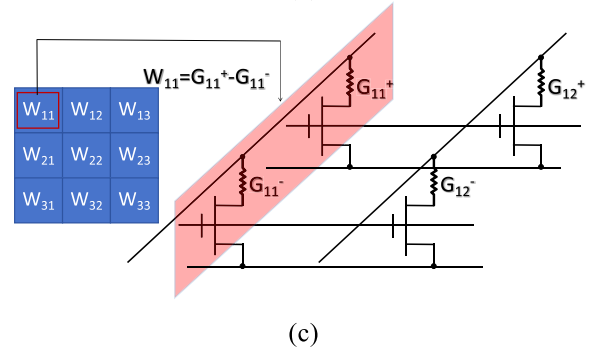 W₁₁=G₁₁⁺-G₁₁⁻
G₁₁⁺
G₁₂⁺
W₁₁ W₁₂ W₁₃
W₂₁ W₂₂ W₂₃
W₃₁ W₃₂ W₃₃
G₁₁⁻
G₁₂⁻
(c)